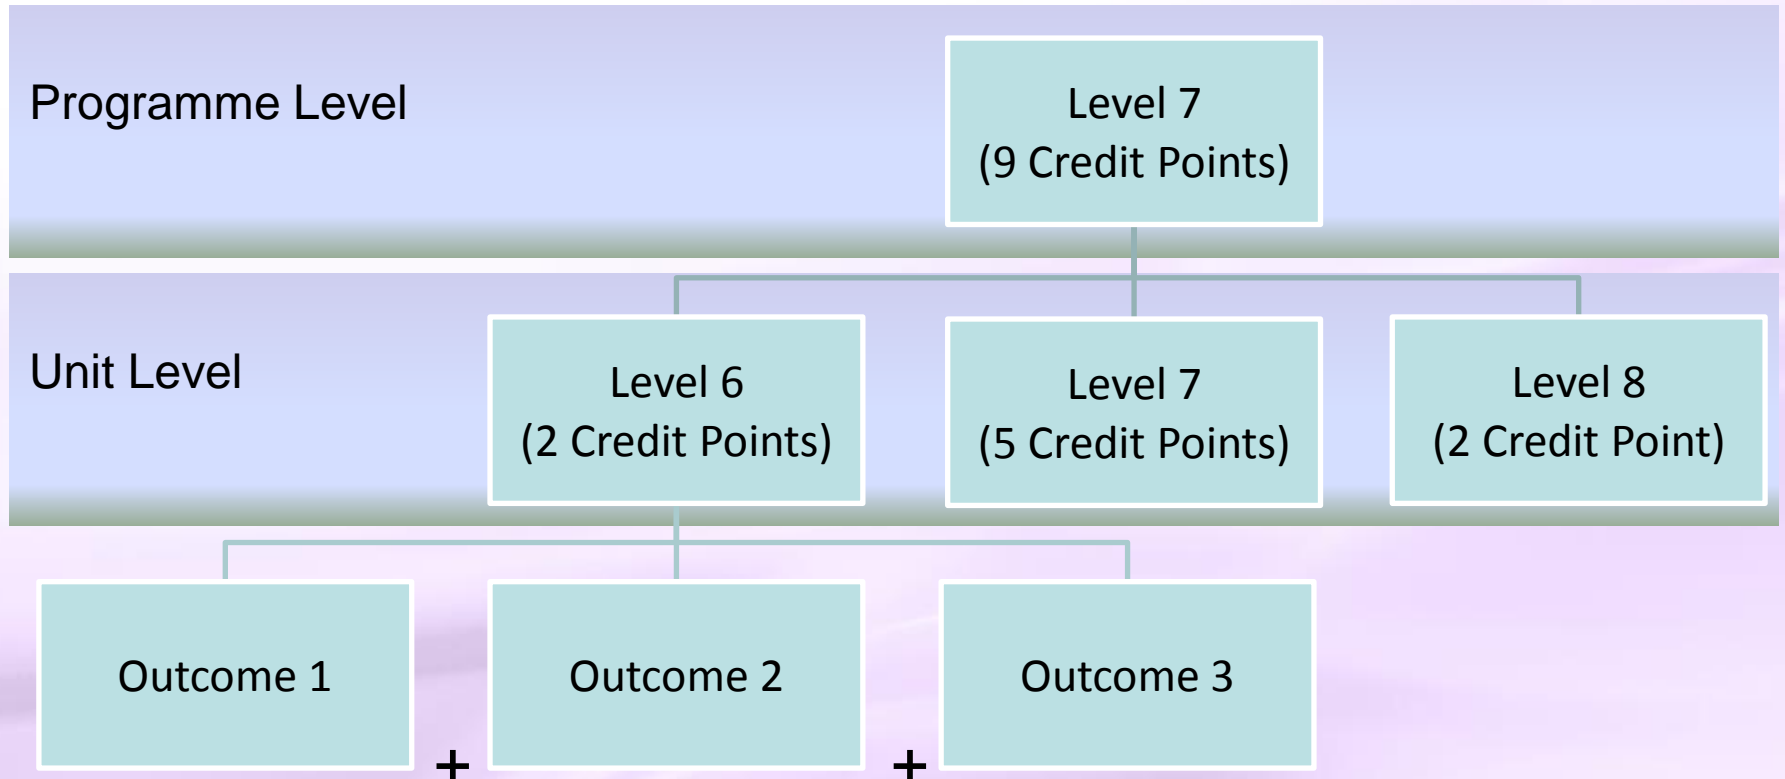 Programme Level
Level 7
(9 Credit Points)
Unit Level
Level 6
(2 Credit Points)
Level 7
(5 Credit Points)
Level 8
(2 Credit Point)
Outcome 1
+
Outcome 2
+
Outcome 3